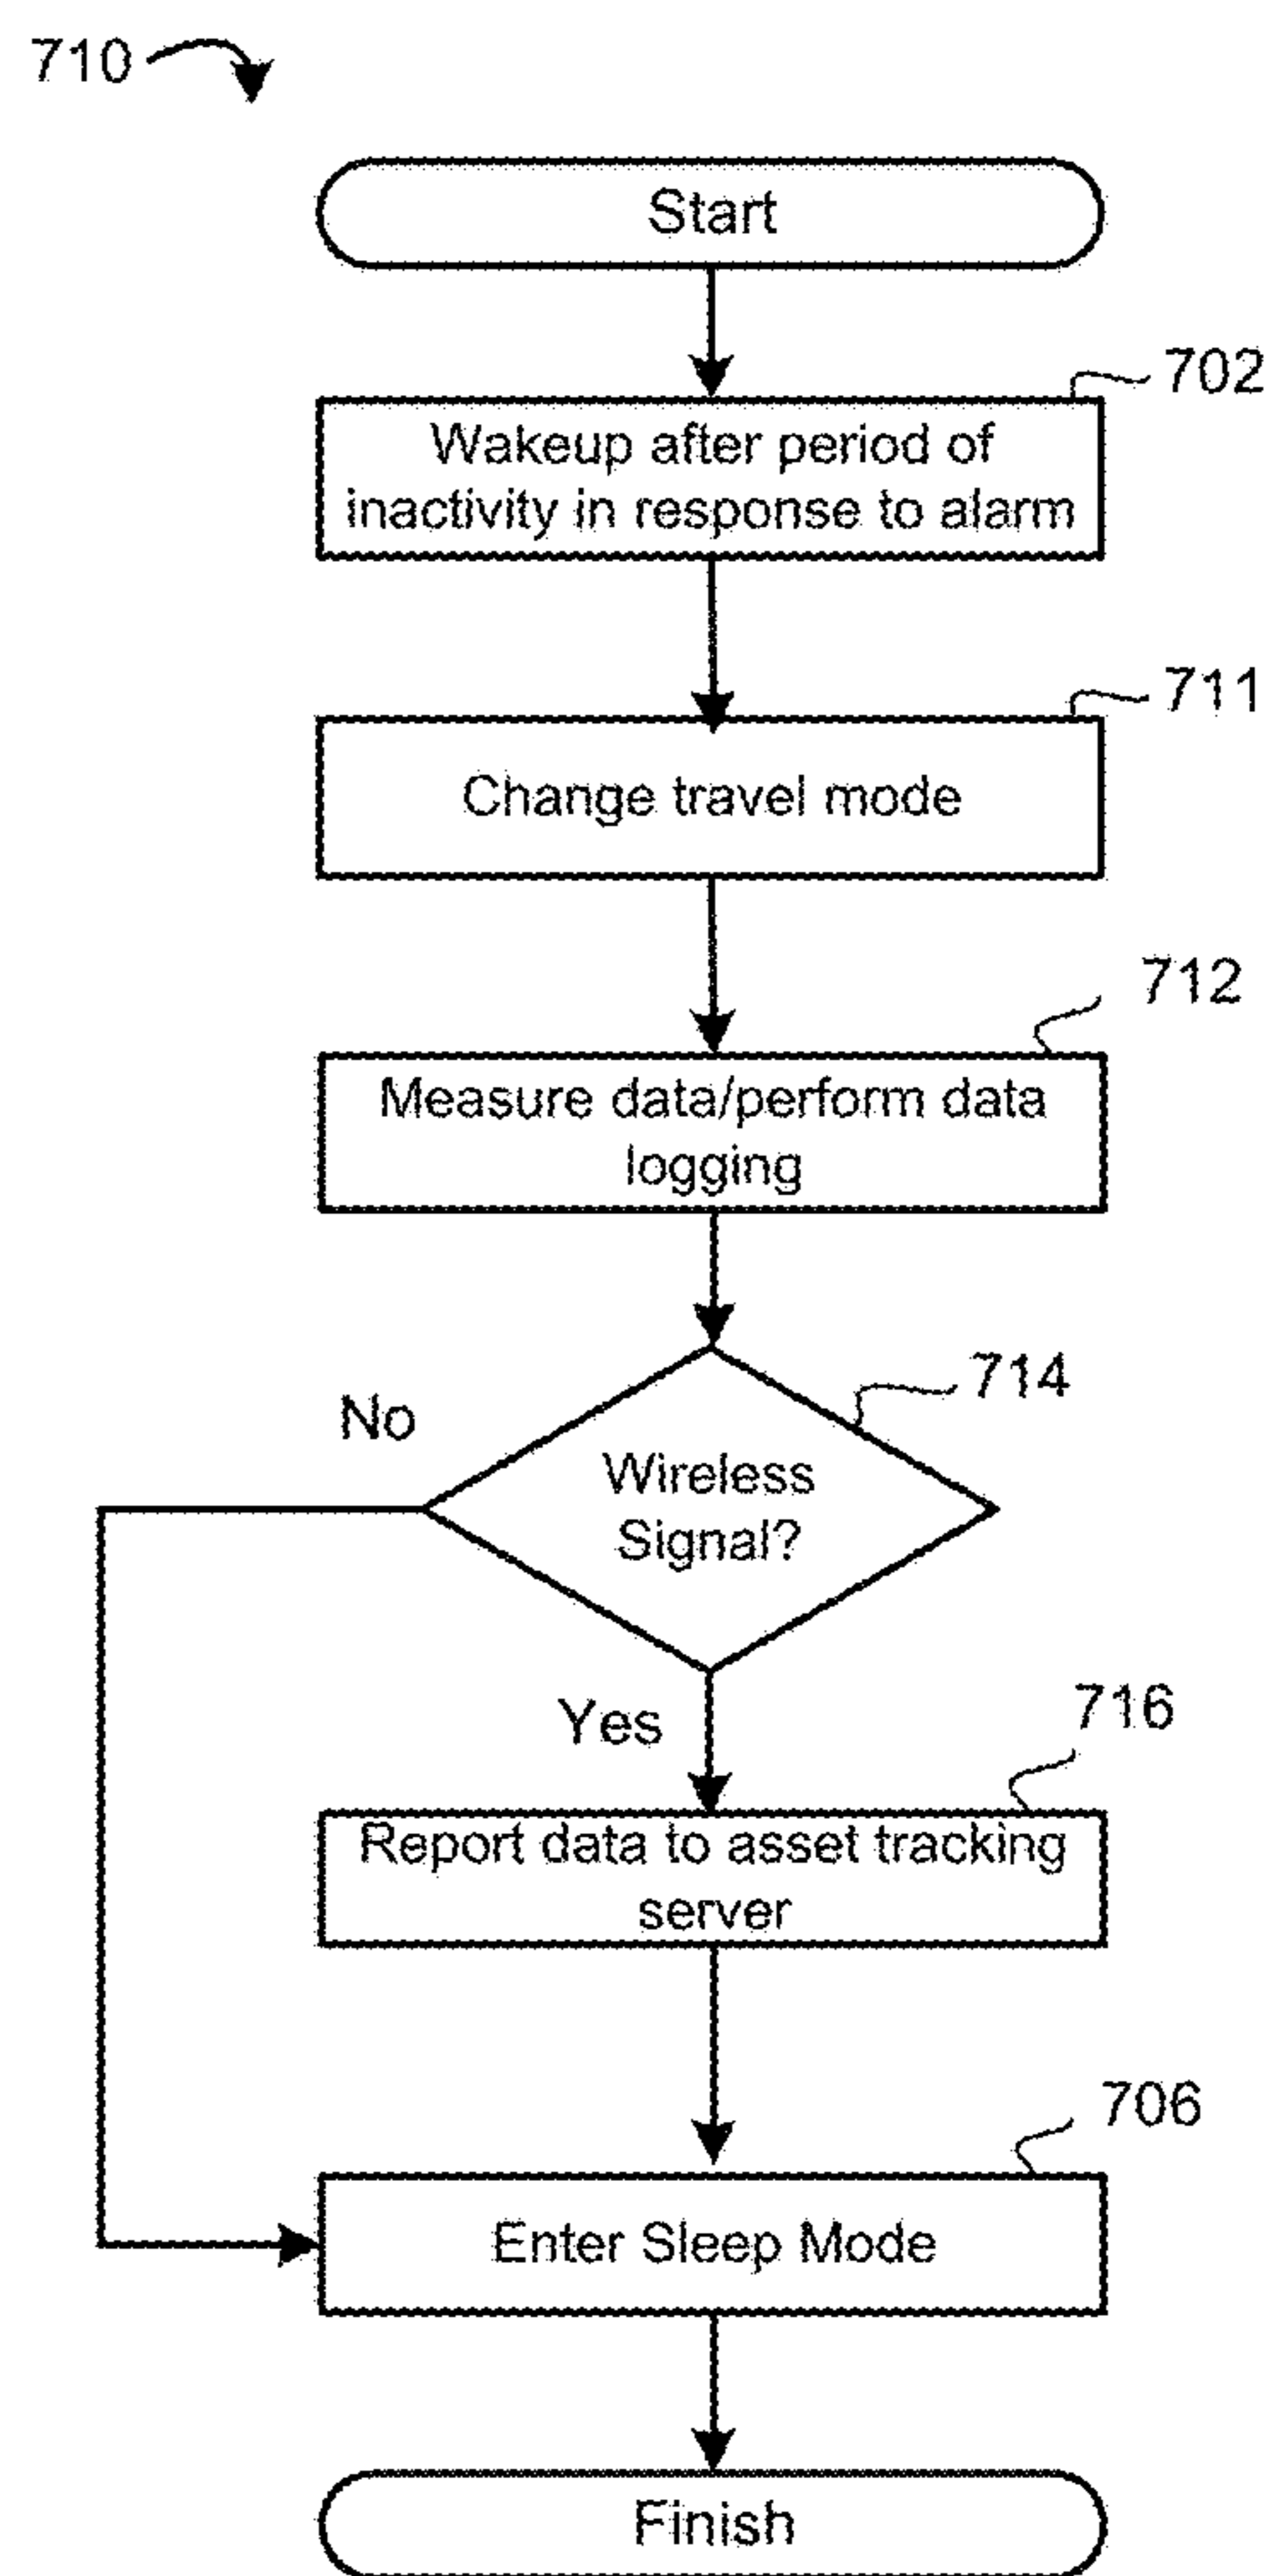 710
Start
702
Wakeup after period of
inactivity in response to alarm
711
Change travel mode
712
Measure data/perform data
logging
714
No
Wireless
Signal?
Yes
716
Report data to asset tracking
server
706
Enter Sleep Mode
Finish